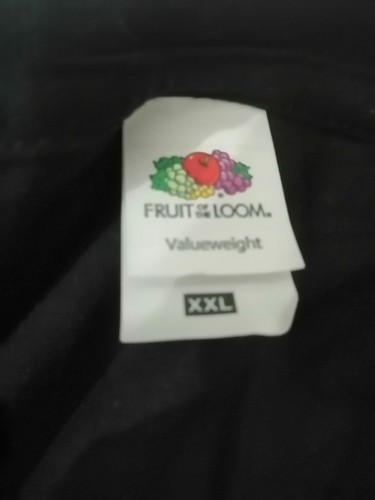 FRUIT OF THE LOOM®
Valueweight
XXL